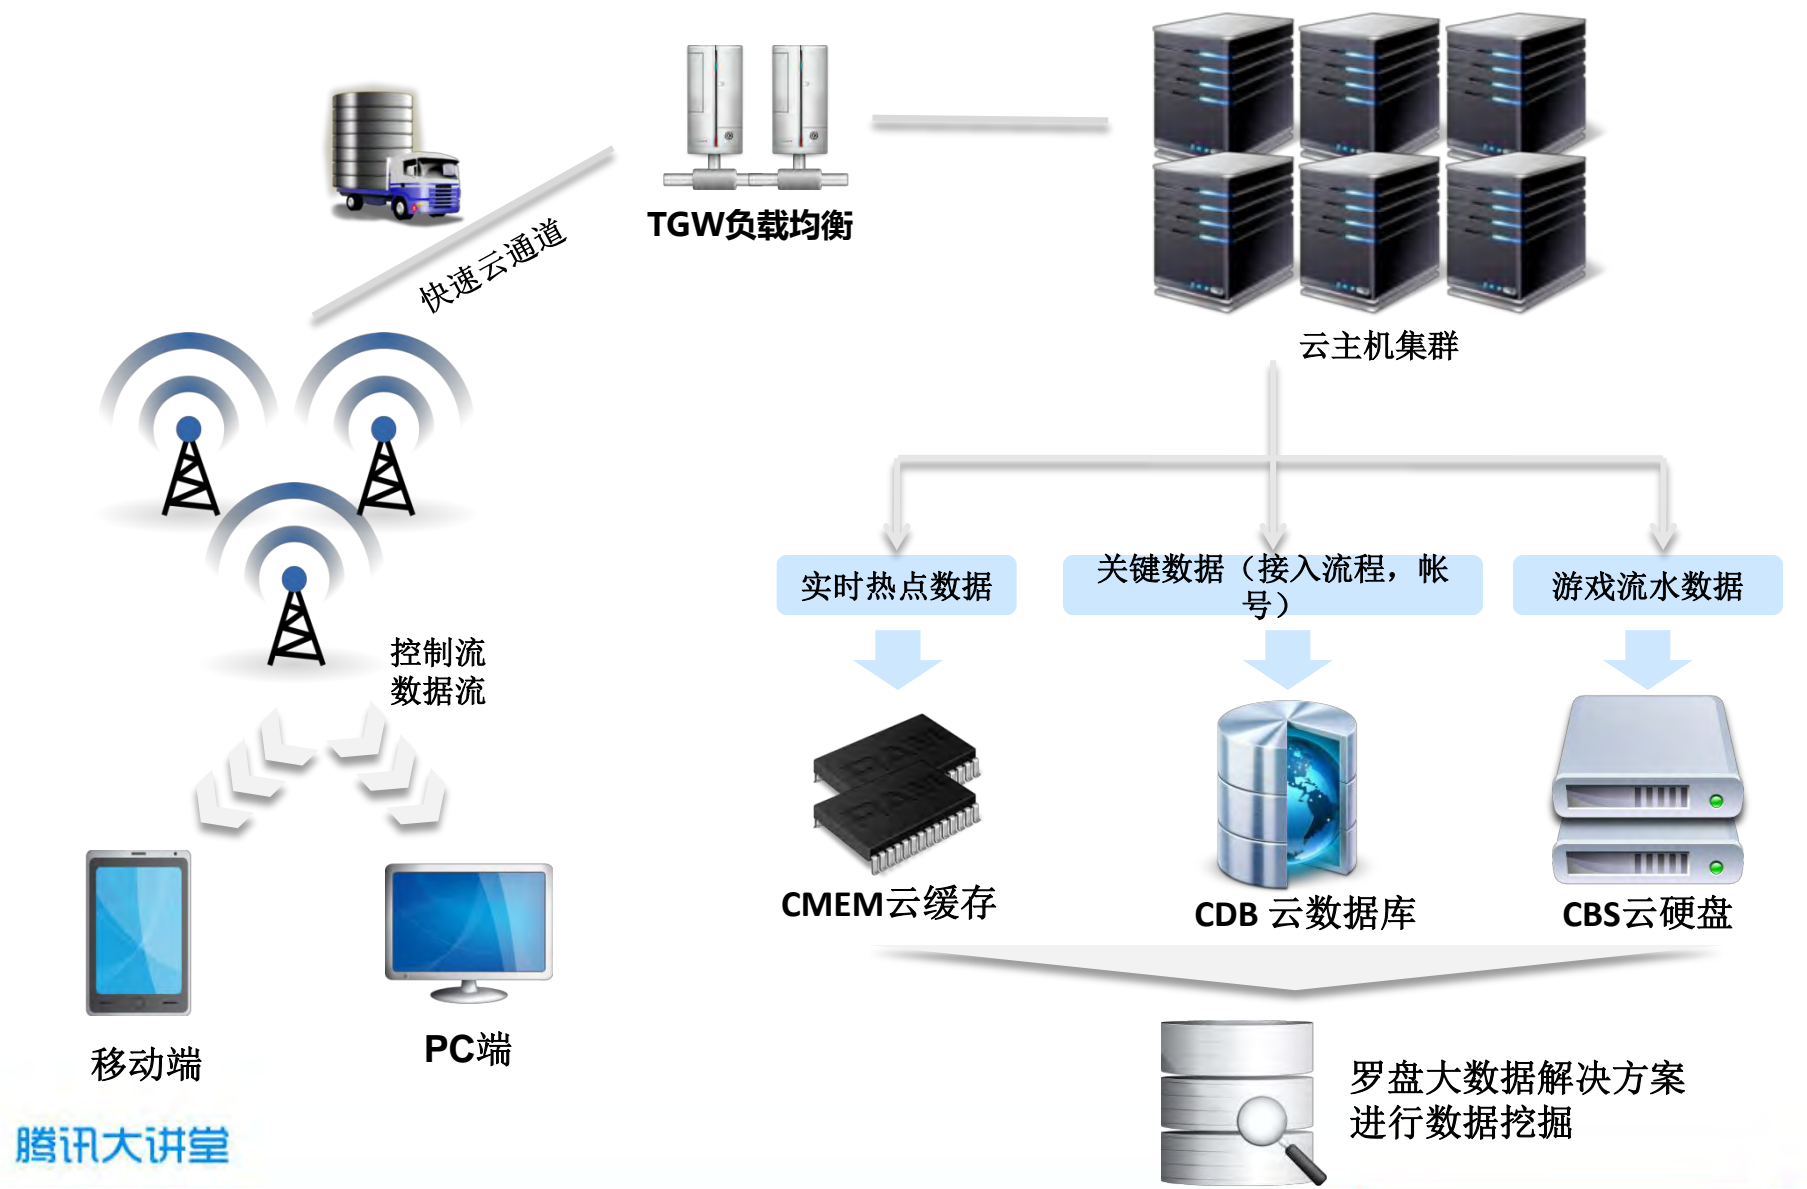 TGW负载均衡
快速云通道
云主机集群
实时热点数据
关键数据（接入流程，帐
号）
游戏流水数据
控制流
数据流
CMEM云缓存
CDB 云数据库
CBS云硬盘
移动端
PC端
罗盘大数据解决方案
进行数据挖掘
腾讯大讲堂